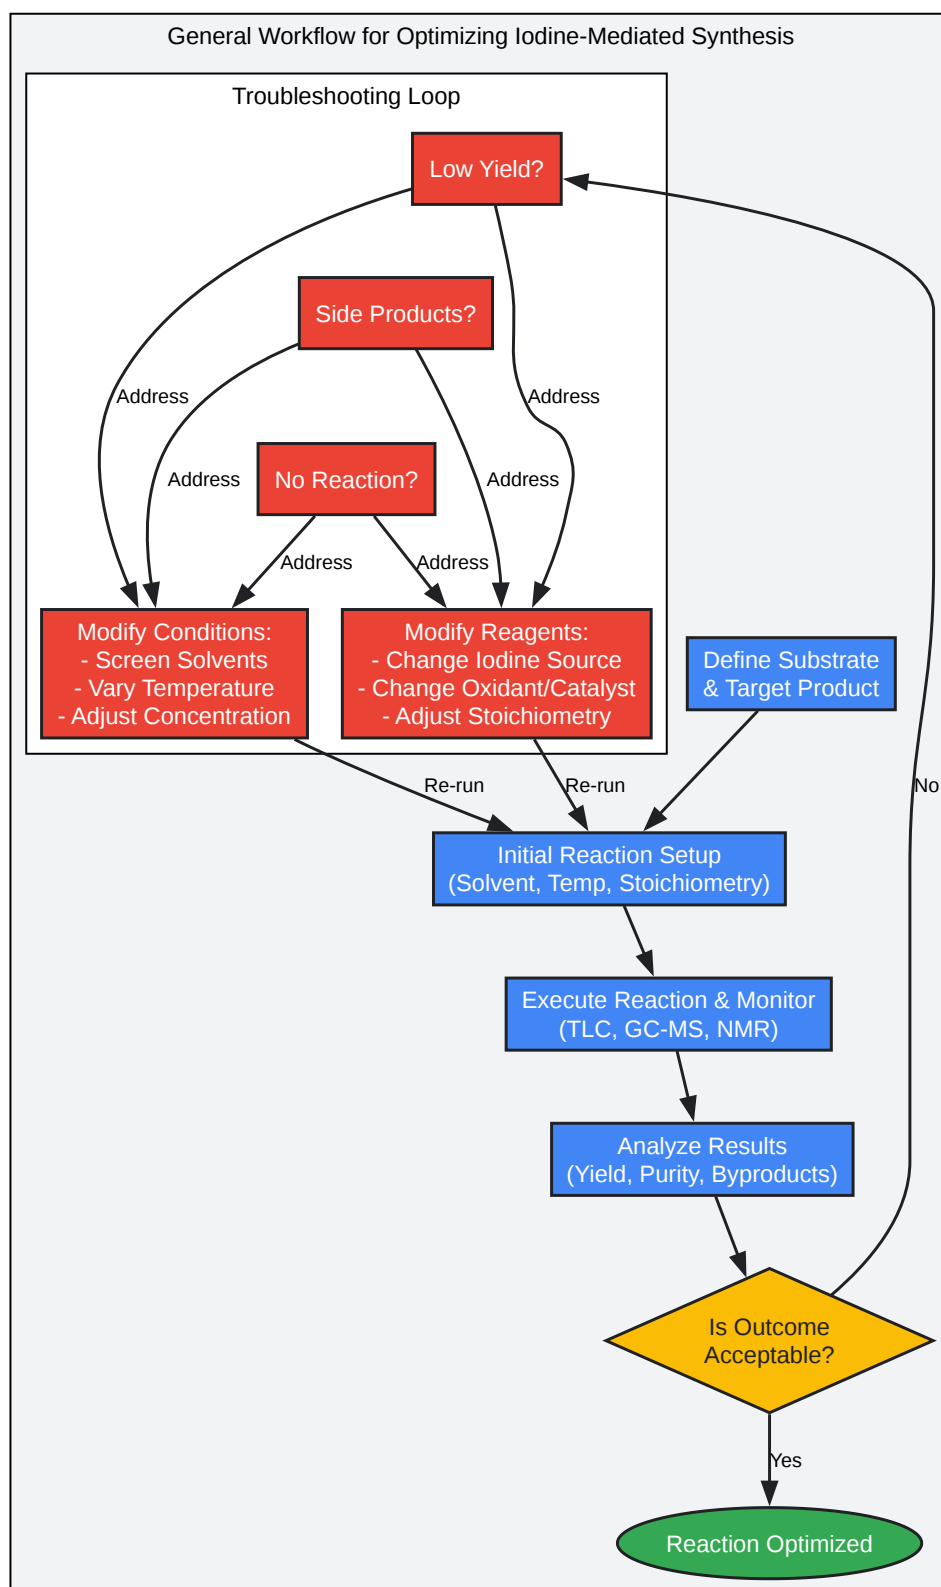 General Workflow for Optimizing Iodine-Mediated Synthesis
Troubleshooting Loop
Low Yield?
Side Products?
Address
Address
Address
Address
No Reaction?
Address
Address
Modify Conditions:
- Screen Solvents
- Vary Temperature
- Adjust Concentration
Modify Reagents:
- Change Iodine Source
- Change Oxidant/Catalyst
- Adjust Stoichiometry
Define Substrate
& Target Product
Re-run
Re-run
No
Initial Reaction Setup
(Solvent, Temp, Stoichiometry)
Execute Reaction & Monitor
(TLC, GC-MS, NMR)
Analyze Results
(Yield, Purity, Byproducts)
Is Outcome
Acceptable?
Yes
Reaction Optimized